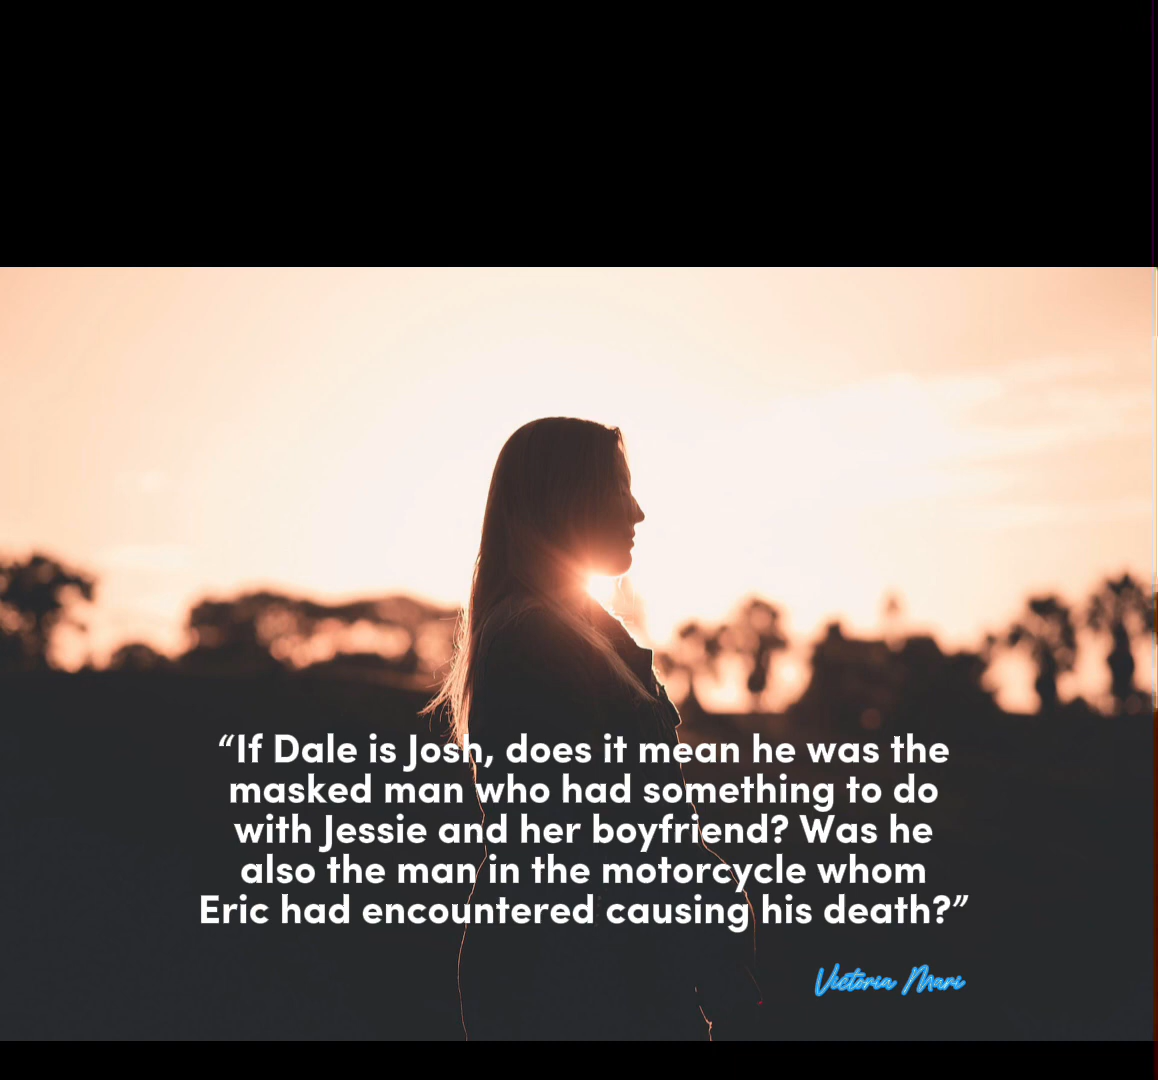 “If Dale is Josh, does it mean he was the
masked man who had something to do
with Jessie and her boyfriend? Was he
also the man in the motorcycle whom
Eric had encountered causing his death?”
Victoria Mari